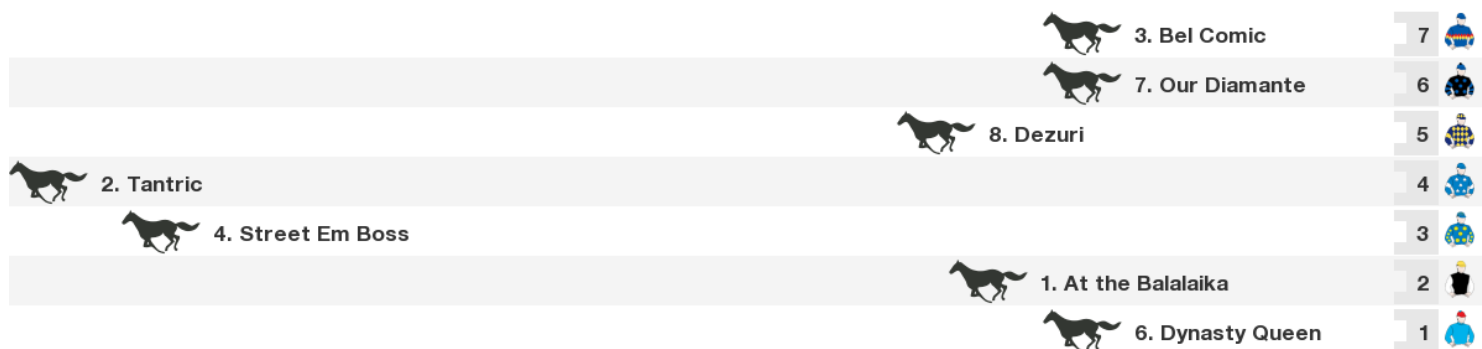 3. Bel Comic 7
7. Our Diamante 6
8. Dezuri 5
2. Tantric 4
4. Street Em Boss 3
1. At the Balalaika 2
6. Dynasty Queen 1